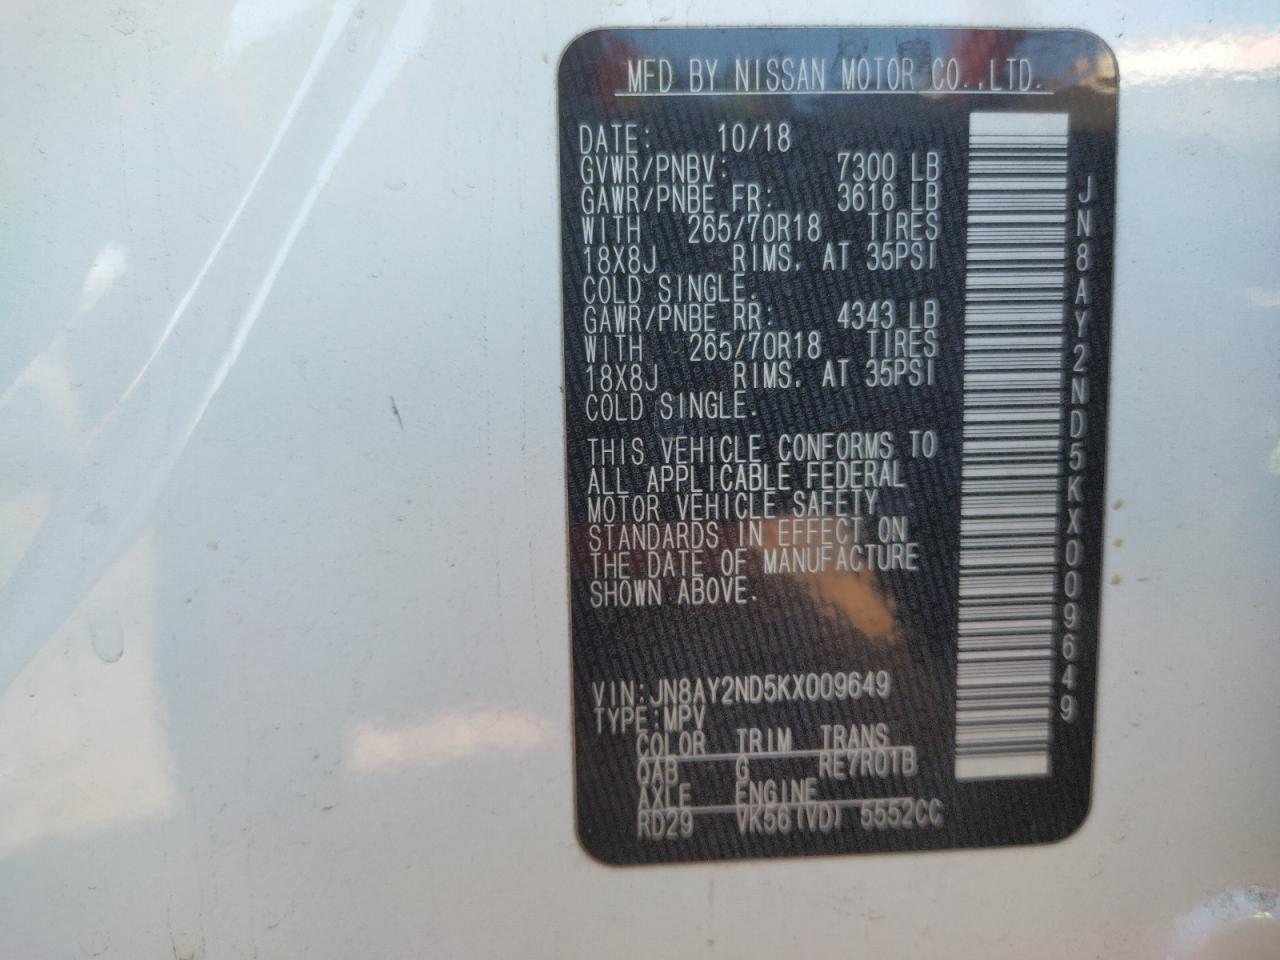 MFD BY NISSAN MOTOR CO.,LTD.
DATE: 10/18
GVWR/PNBV: 7300 LB
GAWR/PNBE FR: 3616 LB
WITH 265/70R18 TIRES
18X8J RIMS. AT 35PSI
COLD SINGLE.
GAWR/PNBE RR: 4343 LB
WITH 265/70R18 TIRES
18X8J RIMS. AT 35PSI
COLD SINGLE.
THIS VEHICLE CONFORMS TO
ALL APPLICABLE FEDERAL
MOTOR VEHICLE SAFETY
STANDARDS IN EFFECT ON
THE DATE OF MANUFACTURE
SHOWN ABOVE.
VIN:JN8AY2ND5KX009649
TYPE:MPV
COLOR TRIM TRANS
QAB G RE7R01B
AXLE ENGINE
RD29 VK56(VD) 5552CC
JN8AY2ND5KX009649